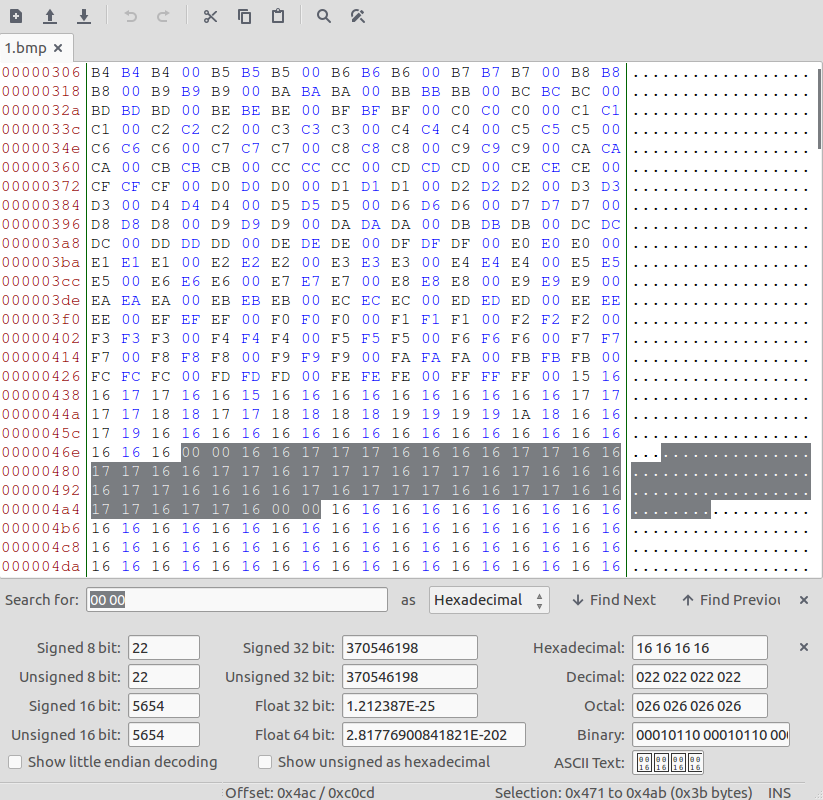 1.bmp ×
00000306 B4 B4 B4 00 B5 B5 B5 00 B6 B6 B6 00 B7 B7 B7 00 B8 B8 ..................
00000318 B8 00 B9 B9 B9 00 BA BA BA 00 BB BB BB 00 BC BC BC 00 ..................
0000032a BD BD BD 00 BE BE BE 00 BF BF BF 00 C0 C0 C0 00 C1 C1 ..................
0000033c C1 00 C2 C2 C2 00 C3 C3 C3 00 C4 C4 C4 00 C5 C5 C5 00 ..................
0000034e C6 C6 C6 00 C7 C7 C7 00 C8 C8 C8 00 C9 C9 C9 00 CA CA ..................
00000360 CA 00 CB CB CB 00 CC CC CC 00 CD CD CD 00 CE CE CE 00 ..................
00000372 CF CF CF 00 D0 D0 D0 00 D1 D1 D1 00 D2 D2 D2 00 D3 D3 ..................
00000384 D3 00 D4 D4 D4 00 D5 D5 D5 00 D6 D6 D6 00 D7 D7 D7 00 ..................
00000396 D8 D8 D8 00 D9 D9 D9 00 DA DA DA 00 DB DB DB 00 DC DC ..................
000003a8 DC 00 DD DD DD 00 DE DE DE 00 DF DF DF 00 E0 E0 E0 00 ..................
000003ba E1 E1 E1 00 E2 E2 E2 00 E3 E3 E3 00 E4 E4 E4 00 E5 E5 ..................
000003cc E5 00 E6 E6 E6 00 E7 E7 E7 00 E8 E8 E8 00 E9 E9 E9 00 ..................
000003de EA EA EA 00 EB EB EB 00 EC EC EC 00 ED ED ED 00 EE EE ..................
000003f0 EE 00 EF EF EF 00 F0 F0 F0 00 F1 F1 F1 00 F2 F2 F2 00 ..................
00000402 F3 F3 F3 00 F4 F4 F4 00 F5 F5 F5 00 F6 F6 F6 00 F7 F7 ..................
00000414 F7 00 F8 F8 F8 00 F9 F9 F9 00 FA FA FA 00 FB FB FB 00 ..................
00000426 FC FC FC 00 FD FD FD 00 FE FE FE 00 FF FF FF 00 15 16 ..................
00000438 16 17 17 16 16 15 16 16 16 16 16 16 16 16 16 16 17 17 ..................
0000044a 17 17 18 18 17 17 18 18 18 18 19 19 19 19 1A 18 16 16 ..................
0000045c 17 19 16 16 16 16 16 16 16 16 16 16 16 16 16 16 16 16 ..................
0000046e 16 16 16 00 00 16 16 17 17 17 16 16 16 16 17 17 16 16 ..................
00000480 17 17 16 16 17 17 16 16 16 17 17 17 17 16 17 16 16 16 ..................
00000492 16 17 17 16 16 16 16 17 16 17 17 17 16 16 17 17 16 16 ..................
000004a4 17 17 16 17 17 16 00 00 16 16 16 16 16 16 16 16 16 16 ..................
000004b6 16 16 16 16 16 16 16 16 16 16 16 16 16 16 16 16 16 16 ..................
000004c8 16 16 16 16 16 16 16 16 16 16 16 16 16 16 16 16 16 16 ..................
000004da 16 16 16 16 16 16 16 16 16 16 16 16 16 16 16 16 16 16 ..................
Search for: 00 00 as Hexadecimal Find Next Find Previou ×
Signed 8 bit: 22 Signed 32 bit: 370546198 Hexadecimal: 16 16 16 16 ×
Unsigned 8 bit: 22 Unsigned 32 bit: 370546198 Decimal: 022 022 022 022
Signed 16 bit: 5654 Float 32 bit: 1.212387E-25 Octal: 026 026 026 026
Unsigned 16 bit: 5654 Float 64 bit: 2.81776900841821E-202 Binary: 00010110 00010110 00
Show little endian decoding Show unsigned as hexadecimal ASCII Text: 0016 0016 0016 0016
Offset: 0x4ac / 0xc0cd Selection: 0x471 to 0x4ab (0x3b bytes) INS